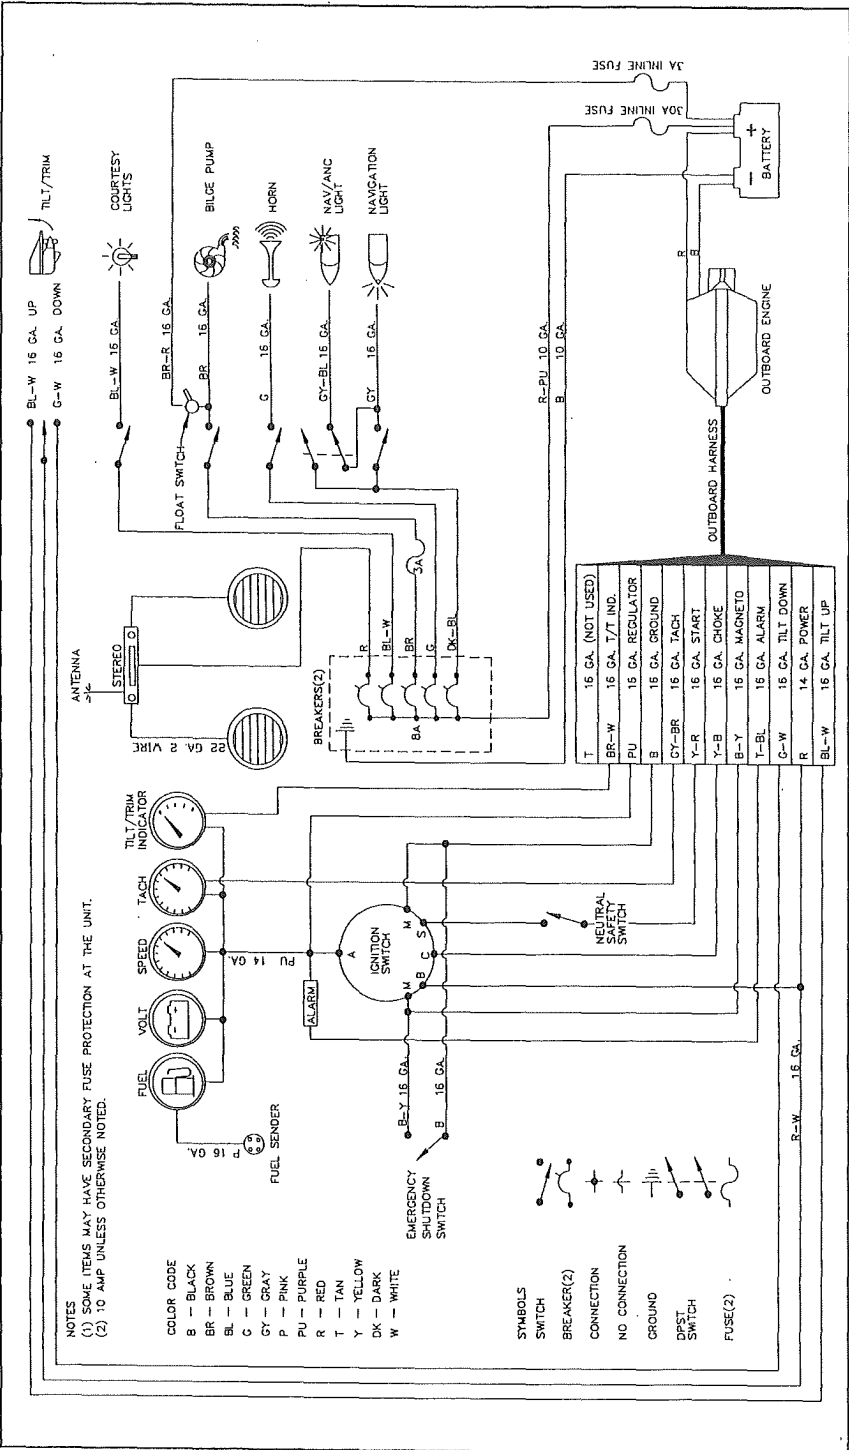 NOTES
(1) SOME ITEMS MAY HAVE SECONDARY FUSE PROTECTION AT THE UNIT.
(2) 10 AMP UNLESS OTHERWISE NOTED.
COLOR CODE
B — BLACK
BR — BROWN
BL — BLUE
G — GREEN
GY — GRAY
P — PINK
PU — PURPLE
R — RED
T — TAN
Y — YELLOW
DK — DARK
W — WHITE
SYMBOLS
SWITCH
BREAKER(2)
CONNECTION
NO CONNECTION
GROUND
DPST
SWITCH
FUSE(2)
FUEL
VOLT
SPEED
TACH
TILT/TRIM
INDICATOR
P 16 GA.
FUEL SENDER
PU 14 GA.
ALARM
IGNITION
SWITCH
A
M
S
C
B
M
B-Y 16 GA.
B 16 GA.
EMERGENCY
SHUTDOWN
SWITCH
NEUTRAL
SAFETY
SWITCH
R-W 16 GA.
ANTENNA
STEREO
22 GA. 2 WIRE
BREAKERS(2)
8A
3A
R
BL-W
BR
G
DK-BL
BL-W 16 GA. UP
G-W 16 GA. DOWN
TILT/TRIM
BL-W 16 GA.
COURTESY
LIGHTS
BR-R 16 GA.
FLOAT SWITCH
BR 16 GA.
BILGE PUMP
G 16 GA.
HORN
GY-BL 16 GA.
NAV/ANC
LIGHT
GY 16 GA.
NAVIGATION
LIGHT
R-PU 10 GA.
B 10 GA.
3A INLINE FUSE
30A INLINE FUSE
+
−
BATTERY
R
B
OUTBOARD ENGINE
OUTBOARD HARNESS
T 16 GA. (NOT USED)
BR-W 16 GA. T/T IND.
PU 15 GA. REGULATOR
B 16 GA. GROUND
GY-BR 16 GA. TACH
Y-R 16 GA. START
Y-B 16 GA. CHOKE
B-Y 16 GA. MAGNETO
T-BL 16 GA. ALARM
G-W 16 GA. TILT DOWN
R 14 GA. POWER
BL-W 16 GA. TILT UP